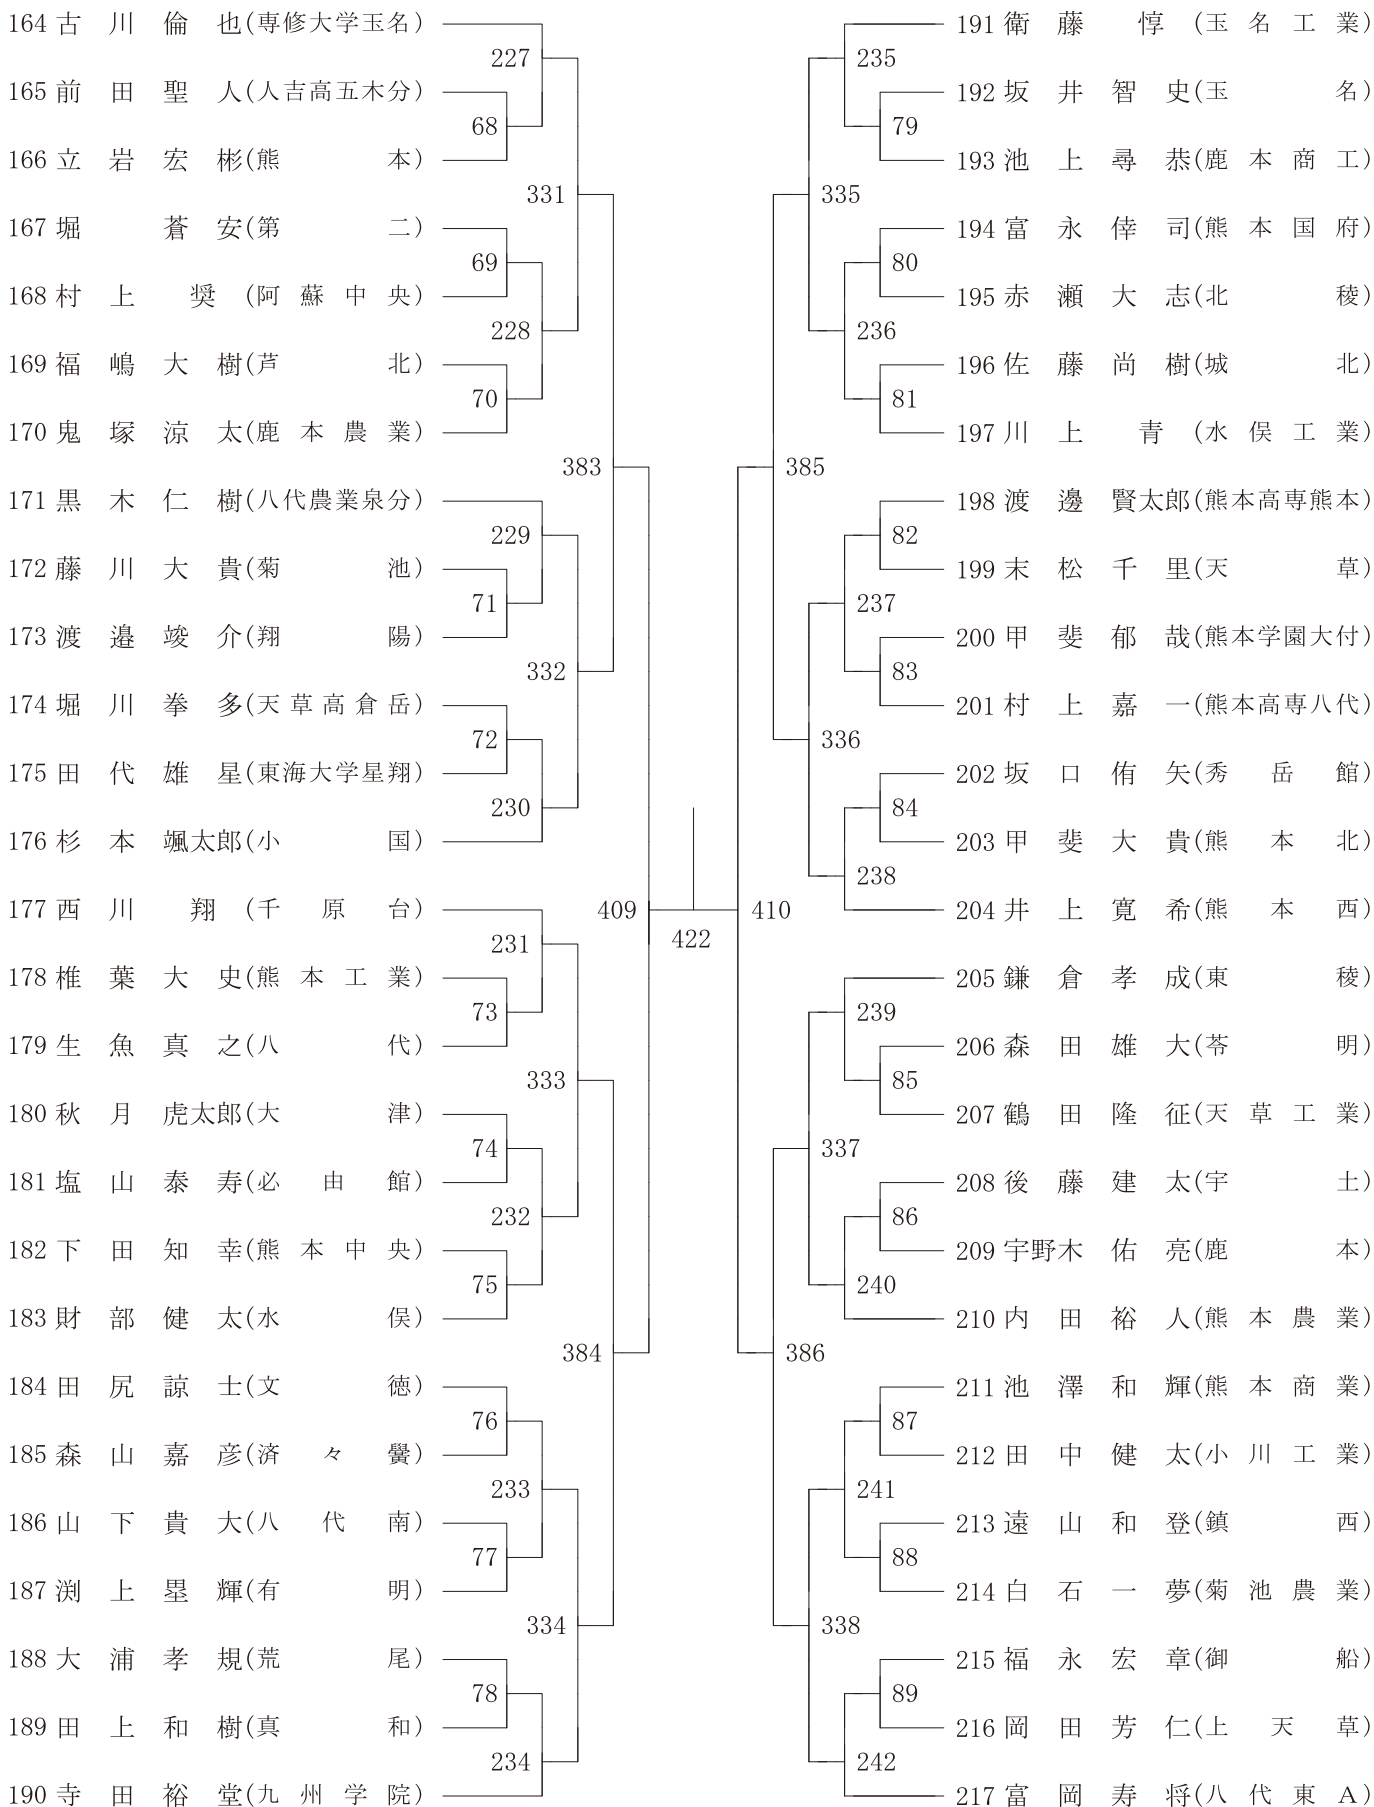 164 古川倫也(専修大学玉名)
227
165 前田聖人(人吉高五木分)
68
166 立岩宏彬(熊本)
331
167 堀蒼安(第二)
69
168 村上奨(阿蘇中央)
228
169 福嶋大樹(芦北)
70
170 鬼塚涼太(鹿本農業)
383
171 黒木仁樹(八代農業泉分)
229
172 藤川大貴(菊池)
71
173 渡邉竣介(翔陽)
332
174 堀川拳多(天草高倉岳)
72
175 田代雄星(東海大学星翔)
230
176 杉本颯太郎(小国)
177 西川翔(千原台)
409
231
178 椎葉大史(熊本工業)
73
179 生魚真之(八代)
333
180 秋月虎太郎(大津)
74
181 塩山泰寿(必由館)
232
182 下田知幸(熊本中央)
75
183 財部健太(水俣)
384
184 田尻諒士(文徳)
76
185 森山嘉彦(済々黌)
233
186 山下貴大(八代南)
77
187 渕上塁輝(有明)
334
188 大浦孝規(荒尾)
78
189 田上和樹(真和)
234
190 寺田裕堂(九州学院)
422
191 衛藤惇(玉名工業)
235
192 坂井智史(玉名)
79
193 池上尋恭(鹿本商工)
335
194 富永倖司(熊本国府)
80
195 赤瀬大志(北稜)
236
196 佐藤尚樹(城北)
81
197 川上青(水俣工業)
385
198 渡邊賢太郎(熊本高専熊本)
82
199 末松千里(天草)
237
200 甲斐郁哉(熊本学園大付)
83
201 村上嘉一(熊本高専八代)
336
202 坂口侑矢(秀岳館)
84
203 甲斐大貴(熊本北)
238
204 井上寛希(熊本西)
410
205 鎌倉孝成(東稜)
239
206 森田雄大(苓明)
85
207 鶴田隆征(天草工業)
337
208 後藤建太(宇土)
86
209 宇野木佑亮(鹿本)
240
210 内田裕人(熊本農業)
386
211 池澤和輝(熊本商業)
87
212 田中健太(小川工業)
241
213 遠山和登(鎮西)
88
214 白石一夢(菊池農業)
338
215 福永宏章(御船)
89
216 岡田芳仁(上天草)
242
217 富岡寿将(八代東A)